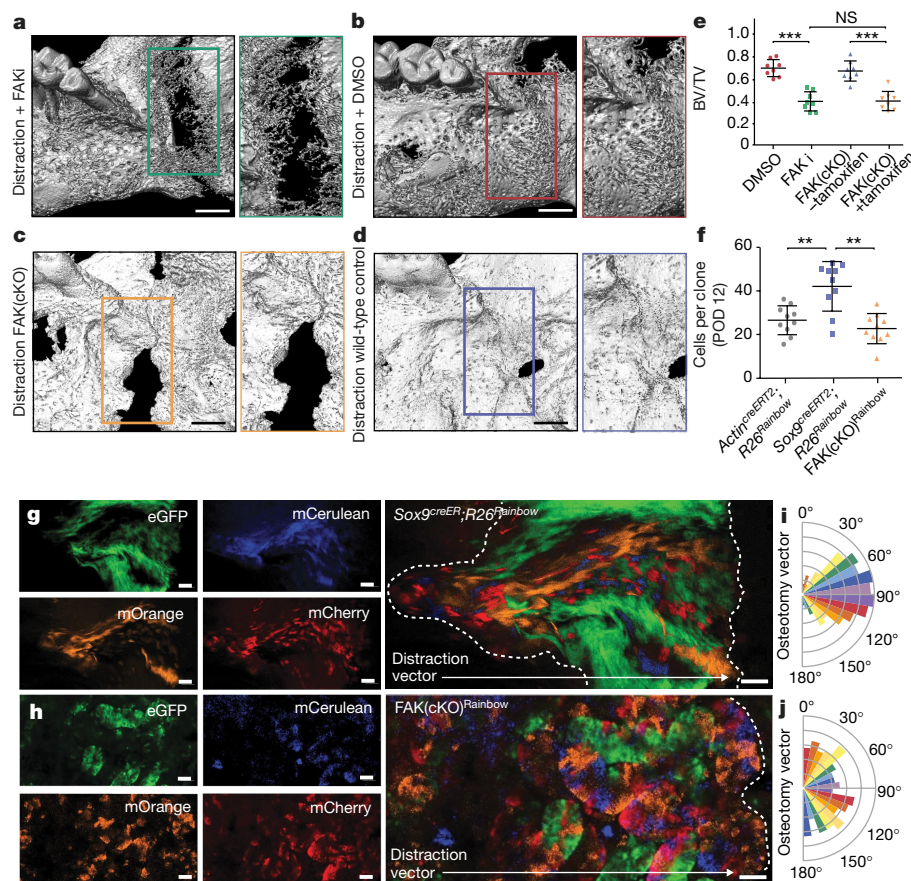 a
Distraction + FAKi
b
Distraction + DMSO
c
Distraction FAK(cKO)
d
Distraction wild-type control
e
NS
***
***
BV/TV
1.0
0.8
0.6
0.4
0.2
0
DMSO
FAK i
FAK(cKO)
–tamoxifen
FAK(cKO)
+tamoxifen
f
**
**
Cells per clone
(POD 12)
60
40
20
0
Actin^creERT2;
R26^Rainbow
Sox9^creERT2;
R26^Rainbow
FAK(cKO)^Rainbow
g
eGFP
mCerulean
mOrange
mCherry
Sox9^creER;R26^Rainbow
Distraction
vector
h
eGFP
mCerulean
mOrange
mCherry
FAK(cKO)^Rainbow
Distraction
vector
i
Osteotomy vector
0°
30°
60°
90°
120°
150°
180°
j
Osteotomy vector
0°
30°
60°
90°
120°
150°
180°